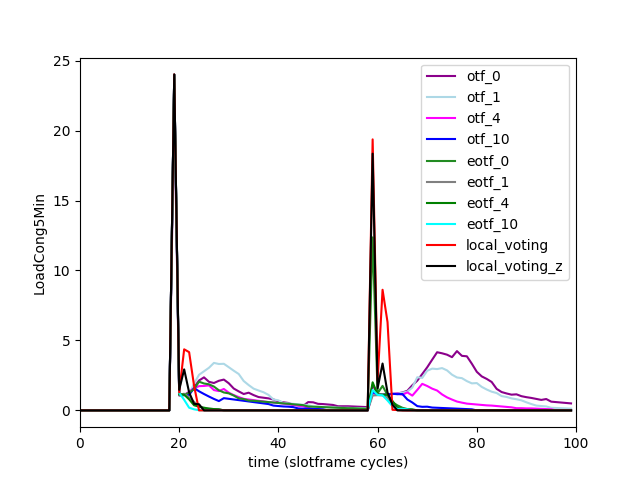 25
20
15
10
5
0
LoadCong5Min
0 20 40 60 80 100
time (slotframe cycles)
otf_0
otf_1
otf_4
otf_10
eotf_0
eotf_1
eotf_4
eotf_10
local_voting
local_voting_z